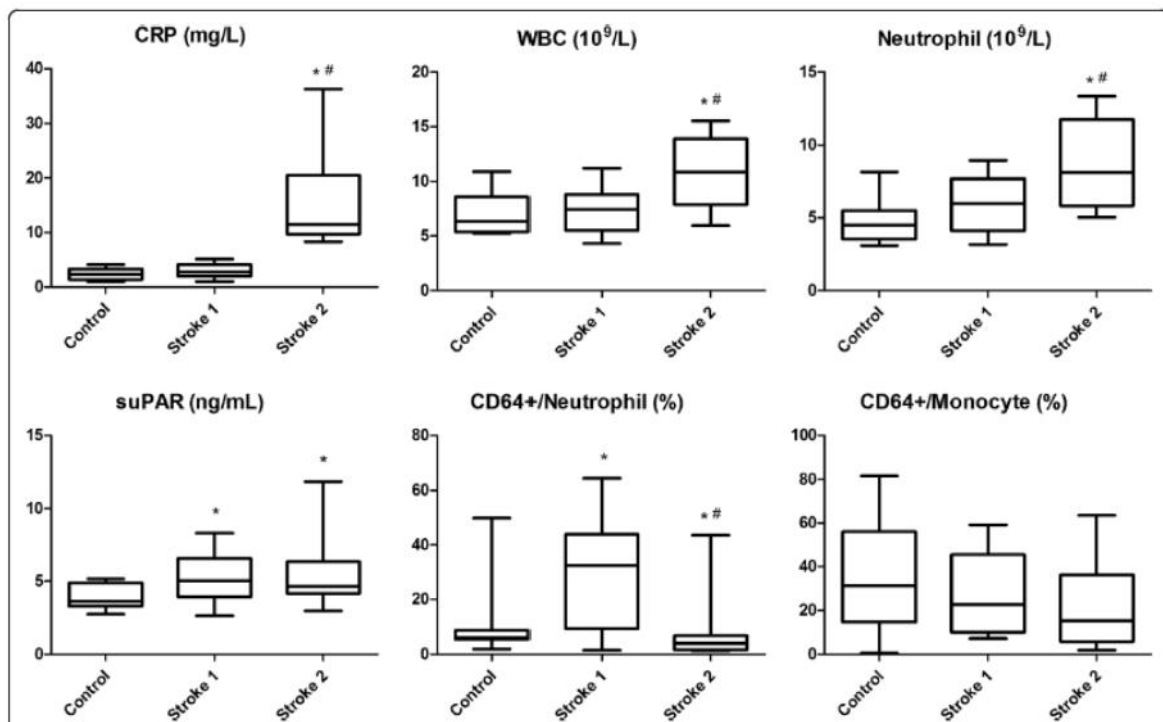 CRP (mg/L)
40
* #
30
20
10
0
Control
Stroke 1
Stroke 2
WBC (10⁹/L)
20
* #
15
10
5
0
Control
Stroke 1
Stroke 2
Neutrophil (10⁹/L)
15
* #
10
5
0
Control
Stroke 1
Stroke 2
suPAR (ng/mL)
15
*
*
10
5
0
Control
Stroke 1
Stroke 2
CD64+/Neutrophil (%)
80
*
60
* #
40
20
0
Control
Stroke 1
Stroke 2
CD64+/Monocyte (%)
100
80
60
40
20
0
Control
Stroke 1
Stroke 2